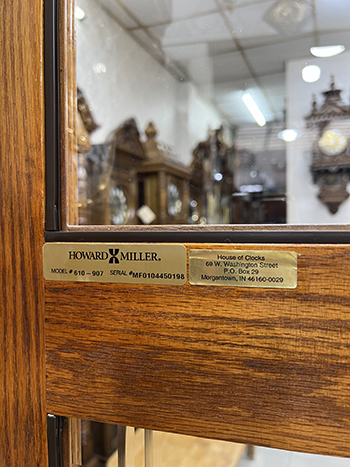 HOWARD MILLER®
MODEL # 610-907 SERIAL #MF0104450198
House of Clocks
69 W. Washington Street
P.O. Box 29
Morgantown, IN 46160-0029